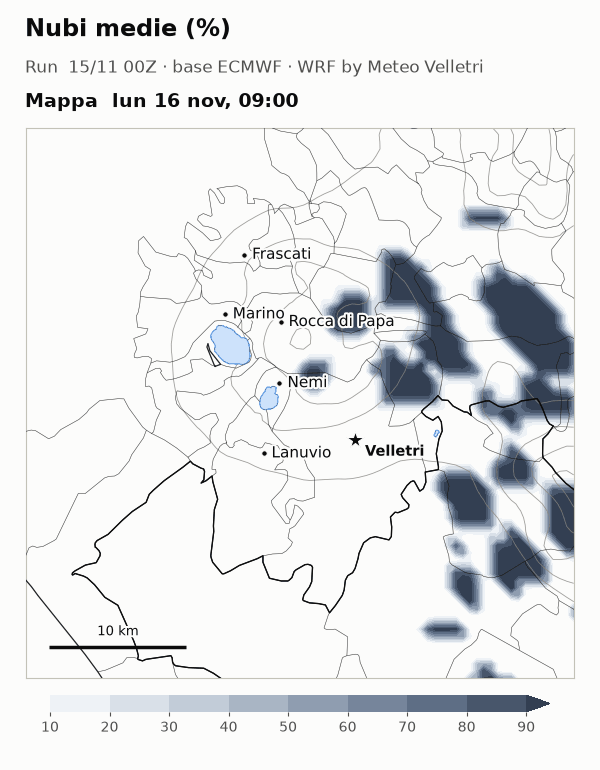 Nubi medie (%)
Run  15/11 00Z · base ECMWF · WRF by Meteo Velletri
Mappa  lun 16 nov, 09:00
Frascati
Marino
Rocca di Papa
Nemi
Velletri
Lanuvio
10 km
10 20 30 40 50 60 70 80 90